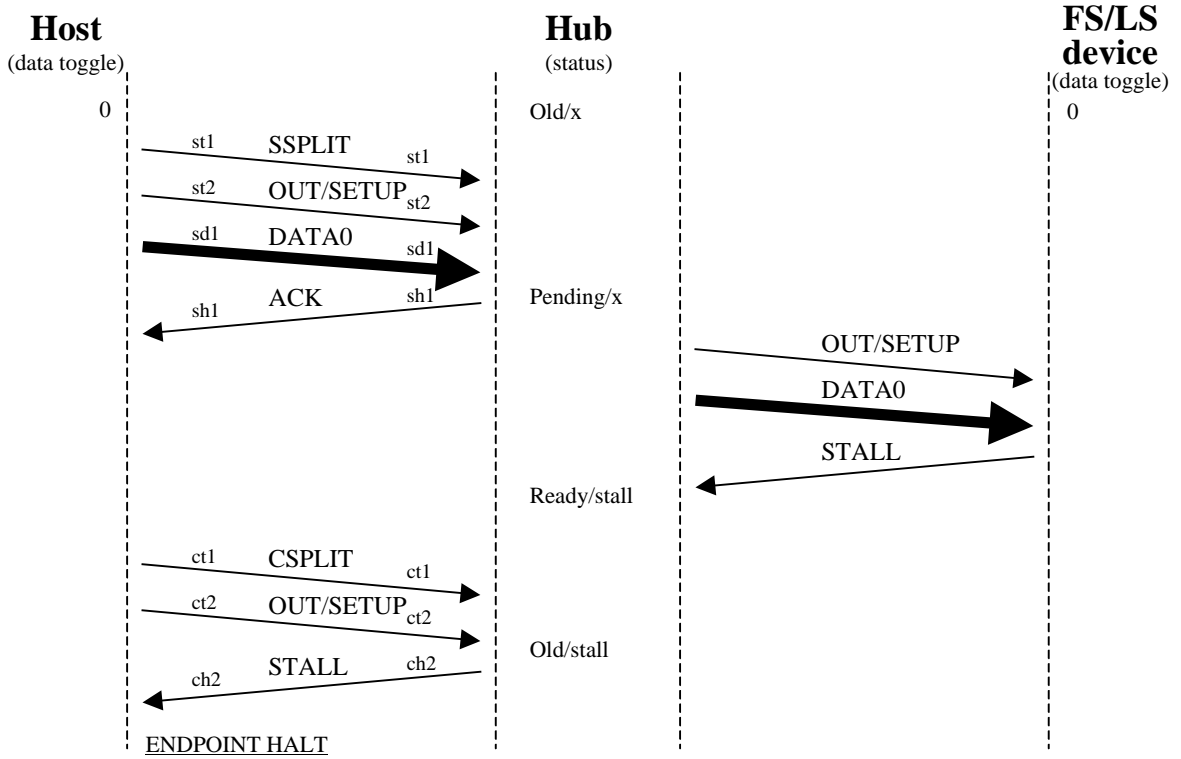 Host
(data toggle)
Hub
(status)
FS/LS
device
(data toggle)
0
Old/x
0
st1 SSPLIT st1
st2 OUT/SETUP st2
sd1 DATA0 sd1
sh1 ACK sh1
Pending/x
OUT/SETUP
DATA0
STALL
Ready/stall
ct1 CSPLIT ct1
ct2 OUT/SETUP ct2
Old/stall
ch2 STALL ch2
ENDPOINT HALT